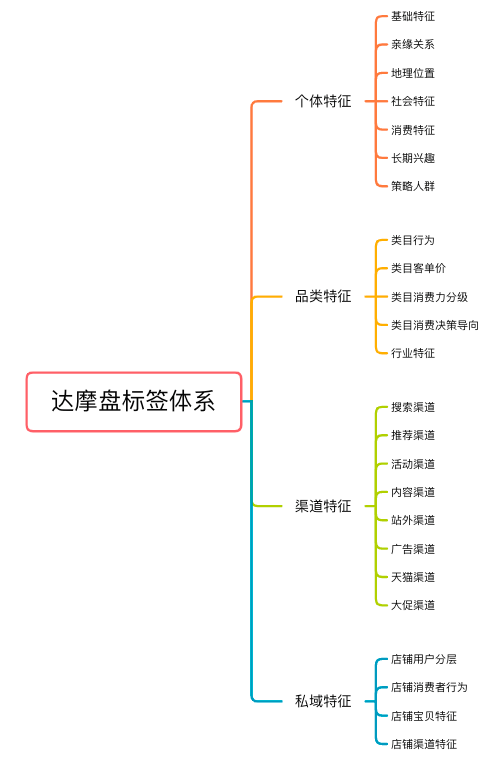 达摩盘标签体系
个体特征
基础特征
亲缘关系
地理位置
社会特征
消费特征
长期兴趣
策略人群
品类特征
类目行为
类目客单价
类目消费力分级
类目消费决策导向
行业特征
渠道特征
搜索渠道
推荐渠道
活动渠道
内容渠道
站外渠道
广告渠道
天猫渠道
大促渠道
私域特征
店铺用户分层
店铺消费者行为
店铺宝贝特征
店铺渠道特征